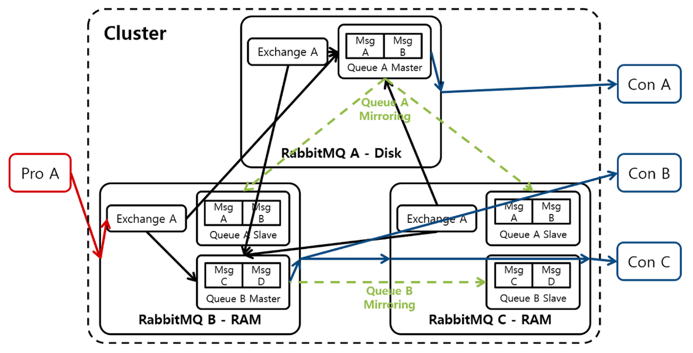 Cluster
Exchange A
Msg
A
Msg
B
Queue A Master
Queue A
Mirroring
RabbitMQ A - Disk
Con A
Pro A
Con B
Con C
Exchange A
Msg
A
Msg
B
Queue A Slave
Msg
C
Msg
D
Queue B Master
RabbitMQ B - RAM
Queue B
Mirroring
Exchange A
Msg
A
Msg
B
Queue A Slave
Msg
C
Msg
D
Queue B Slave
RabbitMQ C - RAM